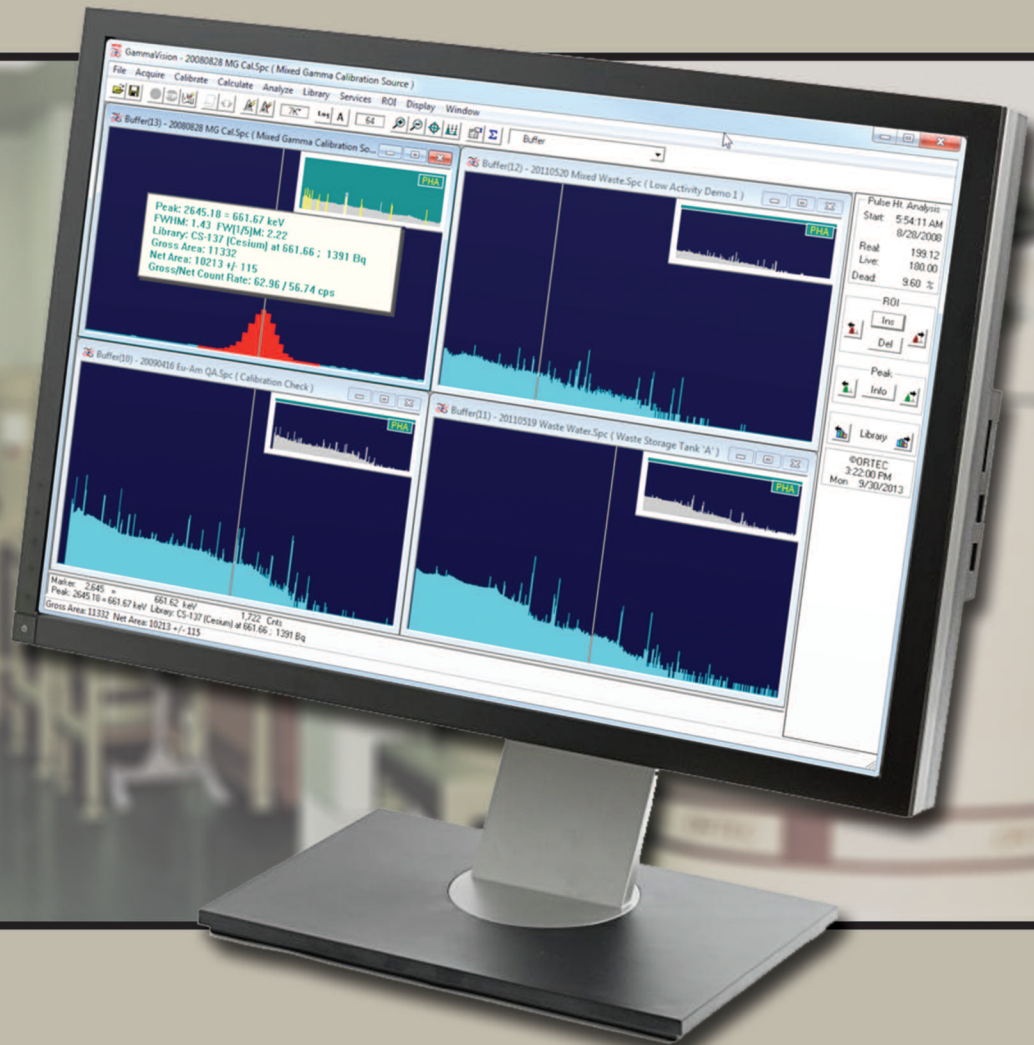 GammaVision - 20080828 MG Cal.Spc ( Mixed Gamma Calibration Source )
File Acquire Calibrate Calculate Analyze Library Services ROI Display Window
Log A 64 Σ Buffer
Buffer(13) - 20080828 MG Cal.Spc ( Mixed Gamma Calibration So...
PHA
Peak: 2645.18 = 661.67 keV
FWHM: 1.43 FW(1/5)M: 2.22
Library: CS-137 (Cesium) at 661.66 ; 1391 Bq
Gross Area: 11332
Net Area: 10213 +/- 115
Gross/Net Count Rate: 62.96 / 56.74 cps
Buffer(12) - 20110520 Mixed Waste.Spc ( Low Activity Demo 1 )
PHA
Buffer(10) - 20090416 Eu-Am QA.Spc ( Calibration Check )
PHA
Buffer(11) - 20110519 Waste Water.Spc ( Waste Storage Tank 'A' )
PHA
Pulse Ht. Analysis
Start: 5:54:11 AM
8/28/2008
Real: 199.12
Live: 180.00
Dead: 9.60 %
ROI
Ins
Del
Peak
Info
Library
©ORTEC
3:22:00 PM
Mon 9/30/2013
Marker: 2,645 = 661.62 keV 1,722 Cnts
Peak: 2645.18 = 661.67 keV Library: CS-137 (Cesium) at 661.66 ; 1391 Bq
Gross Area: 11332 Net Area: 10213 +/- 115